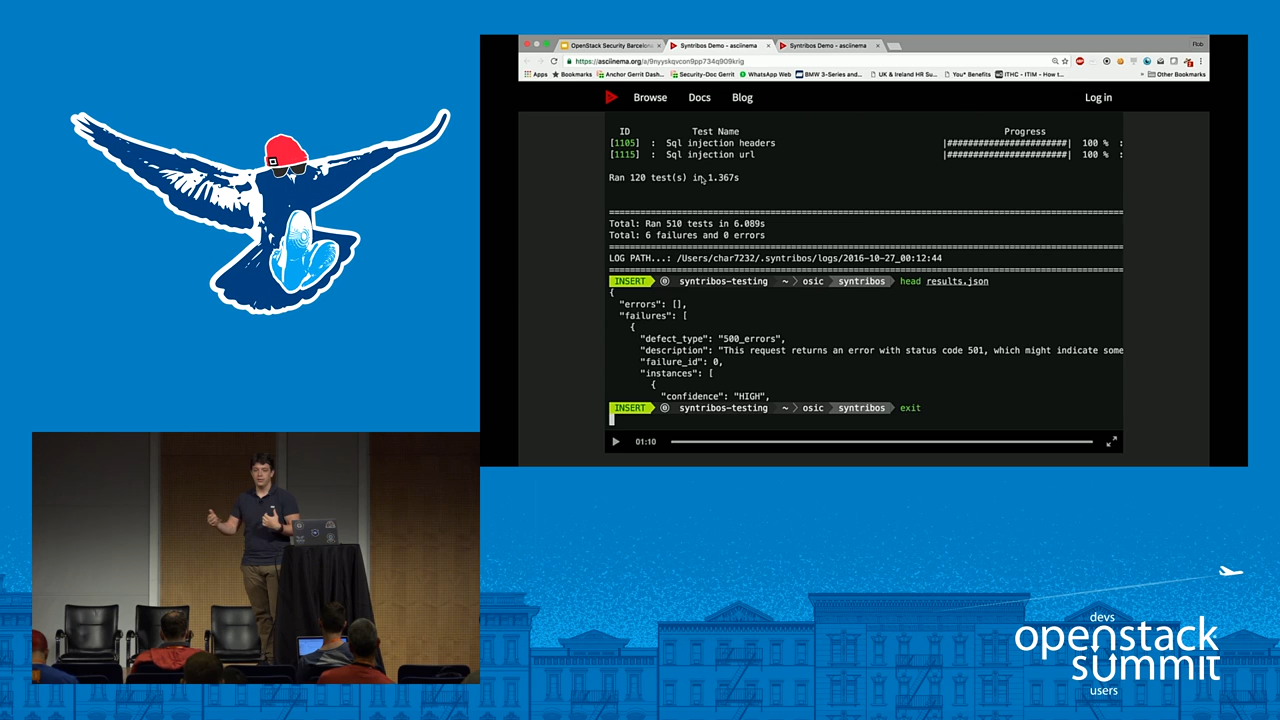 OpenStack Security Barcelona
Syntribos Demo - asciinema
Syntribos Demo - asciinema
Rob
https://asciinema.org/a/9nyyskqvcon9pp734q909krig
Apps
Bookmarks
Anchor Gerrit Dash...
Security-Doc Gerrit
WhatsApp Web
BMW 3-Series and...
UK & Ireland HR Su...
You* Benefits
ITHC - ITIM - How t...
Other Bookmarks
Browse Docs Blog Log in
ID Test Name Progress
[1105] : Sql injection headers |########################| 100 % :
[1115] : Sql injection url |########################| 100 % :
Ran 120 test(s) in 1.367s
Total: Ran 510 tests in 6.089s
Total: 6 failures and 0 errors
LOG PATH...: /Users/char7232/.syntribos/logs/2016-10-27_00:12:44
INSERT syntribos-testing ~ osic syntribos head results.json
{
"errors": [],
"failures": [
{
"defect_type": "500_errors",
"description": "This request returns an error with status code 501, which might indicate some
"failure_id": 0,
"instances": [
{
"confidence": "HIGH",
INSERT syntribos-testing ~ osic syntribos exit
01:10
devs
openstack
summit
users